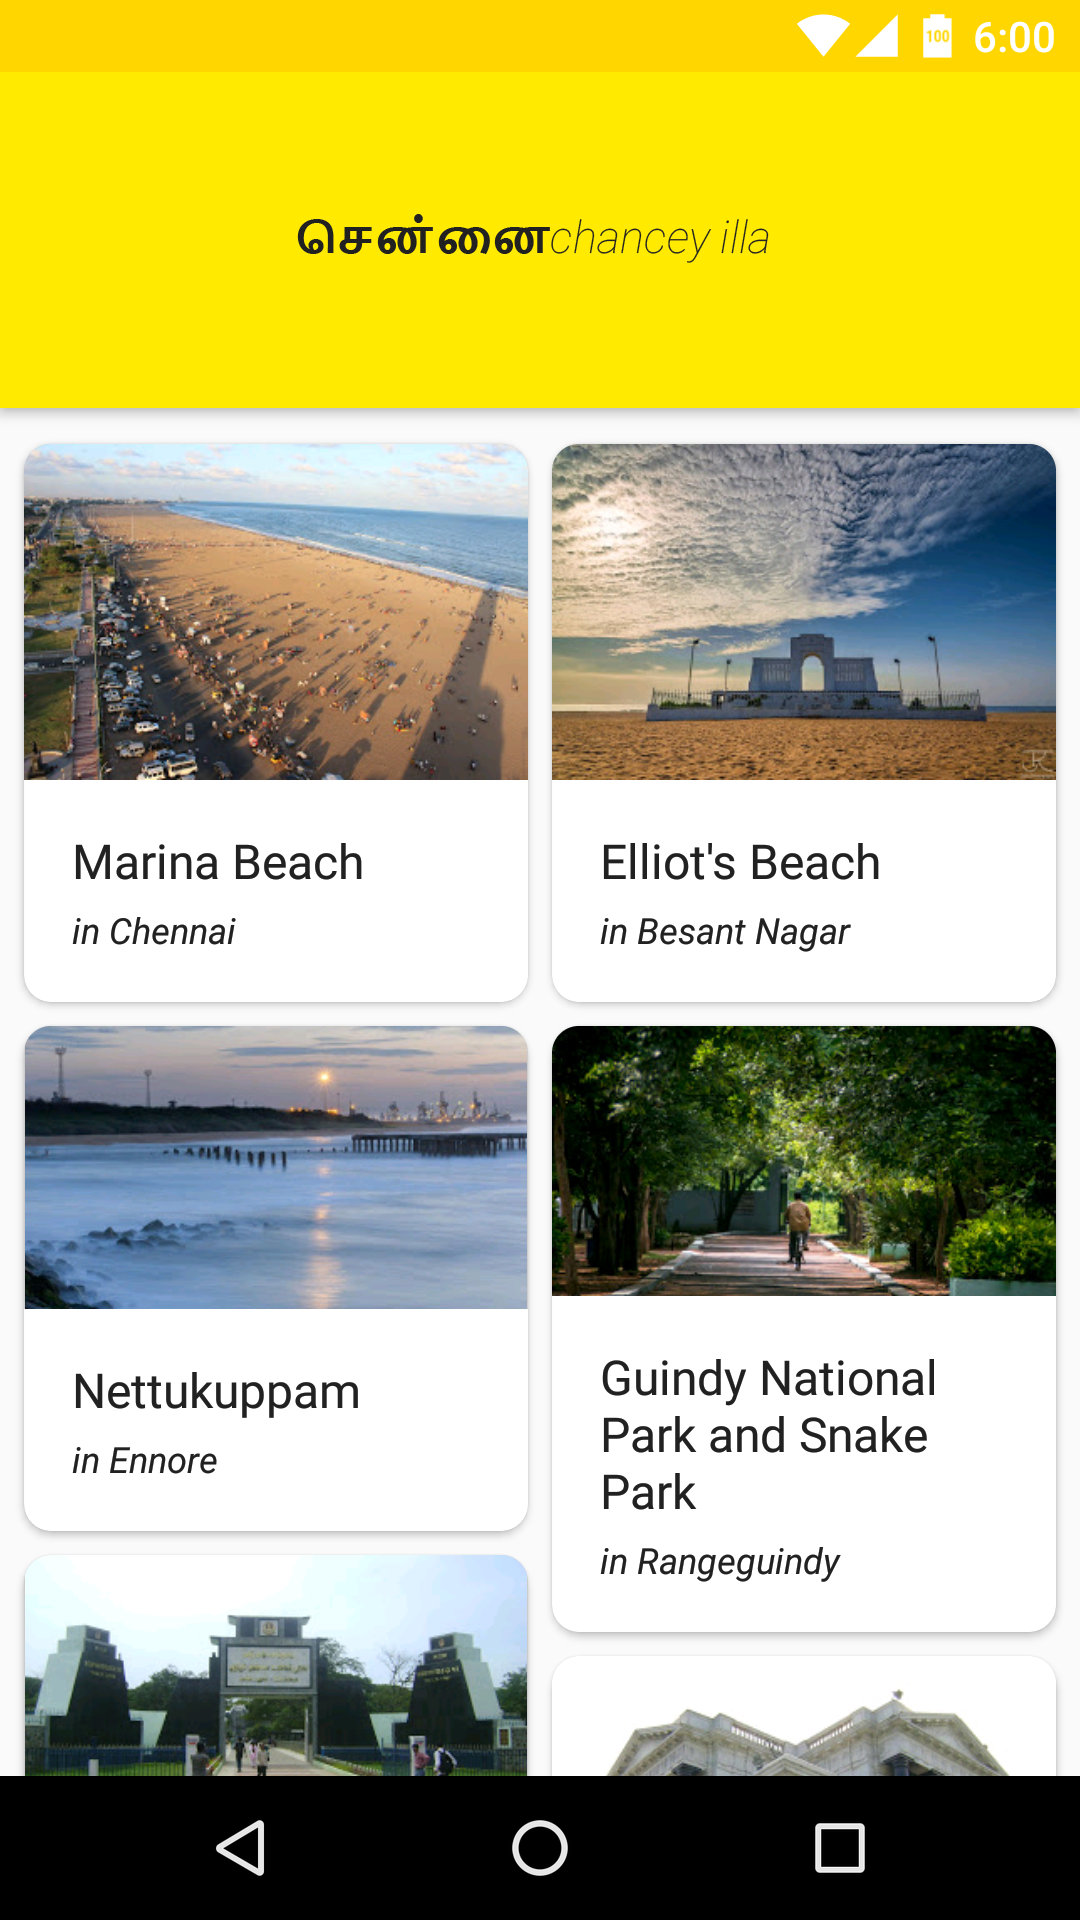 100 6:00
சென்னைchancey illa
Marina Beach
in Chennai
Elliot's Beach
in Besant Nagar
Nettukuppam
in Ennore
Guindy National
Park and Snake
Park
in Rangeguindy